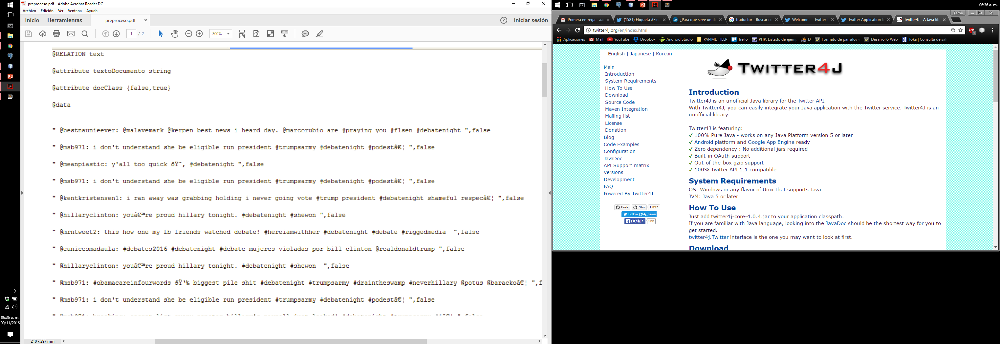 preproceso.pdf - Adobe Acrobat Reader DC
Archivo Edición Ver Ventana Ayuda
Inicio Herramientas preproceso.pdf × Iniciar sesión
1 / 2 300%
@RELATION text
@attribute textoDocumento string
@attribute docClass {false,true}
@data
" @bestnaunieever: @malavemark @kerpen best news i heard day. @marcorubio are #praying you #flsen #debatenight ",false
" @msb971: i don't understand she be eligible run president #trumpsarmy #debatenight #podestâ€¦ ",false
" @meanpiastic: y'all too quick ðŸ˜‚ #debatenight ",false
" @msb971: i don't understand she be eligible run president #trumpsarmy #debatenight #podestâ€¦ ",false
" @kentkristensen1: i ran away was grabbing holding i never going vote #trump president #debatenight shameful respecâ€¦ ",false
" @hillaryclinton: youâ€™re proud hillary tonight. #debatenight #shewon ",false
" @mrntweet2: this how one my fb friends watched debate! #hereiamwithher #debatenight #debate #riggedmedia  ",false
" @eunicesmadaula: #debates2016 #debatenight #debate mujeres violadas por bill clinton @realdonaldtrump ",false
" @hillaryclinton: youâ€™re proud hillary tonight. #debatenight #shewon  ",false
" @msb971: #obamacareinfourwords ðŸ‘‰ biggest pile shit #debatenight #trumpsarmy #draintheswamp #neverhillary @potus @barackoâ€¦ ",f
" @msb971: i don't understand she be eligible run president #trumpsarmy #debatenight #podestâ€¦ ",false
210 x 297 mm
06:36 a. m.
09/11/2016
06:36 a. m.
Aarón
Primera entrega - aa
(1581) Etiqueta #Elec
¿Para qué sirve un de
traductor - Buscar co
Welcome — Twitter
Twitter Application M
Twitter4J - A Java lib
twitter4j.org/en/index.html
Aplicaciones Mail YouTube Dropbox Android Studio PAPIME_HELP Trello PHP: Listado de ejemp D Formato de párrafos e Desarrollo Web Toka | Consulta de sal
English | Japanese | Korean
TWITTER4J
Main
Introduction
System Requirements
How To Use
Download
Source Code
Maven Integration
Mailing list
License
Donation
Blog
Code Examples
Configuration
JavaDoc
API Support matrix
Versions
Development
FAQ
Powered By Twitter4J
Fork Star 1,897
Follow @t4j_news
いいね！ 266
Introduction
Twitter4J is an unofficial Java library for the Twitter API.
With Twitter4J, you can easily integrate your Java application with the Twitter service. Twitter4J is an
unofficial library.
Twitter4J is featuring:
✓ 100% Pure Java - works on any Java Platform version 5 or later
✓ Android platform and Google App Engine ready
✓ Zero dependency : No additional jars required
✓ Built-in OAuth support
✓ Out-of-the-box gzip support
✓ 100% Twitter API 1.1 compatible
System Requirements
OS: Windows or any flavor of Unix that supports Java.
JVM: Java 5 or later
How To Use
Just add twitter4j-core-4.0.4.jar to your application classpath.
If you are familiar with Java language, looking into the JavaDoc should be the shortest way for you to
get started.
twitter4j.Twitter interface is the one you may want to look at first.
Download